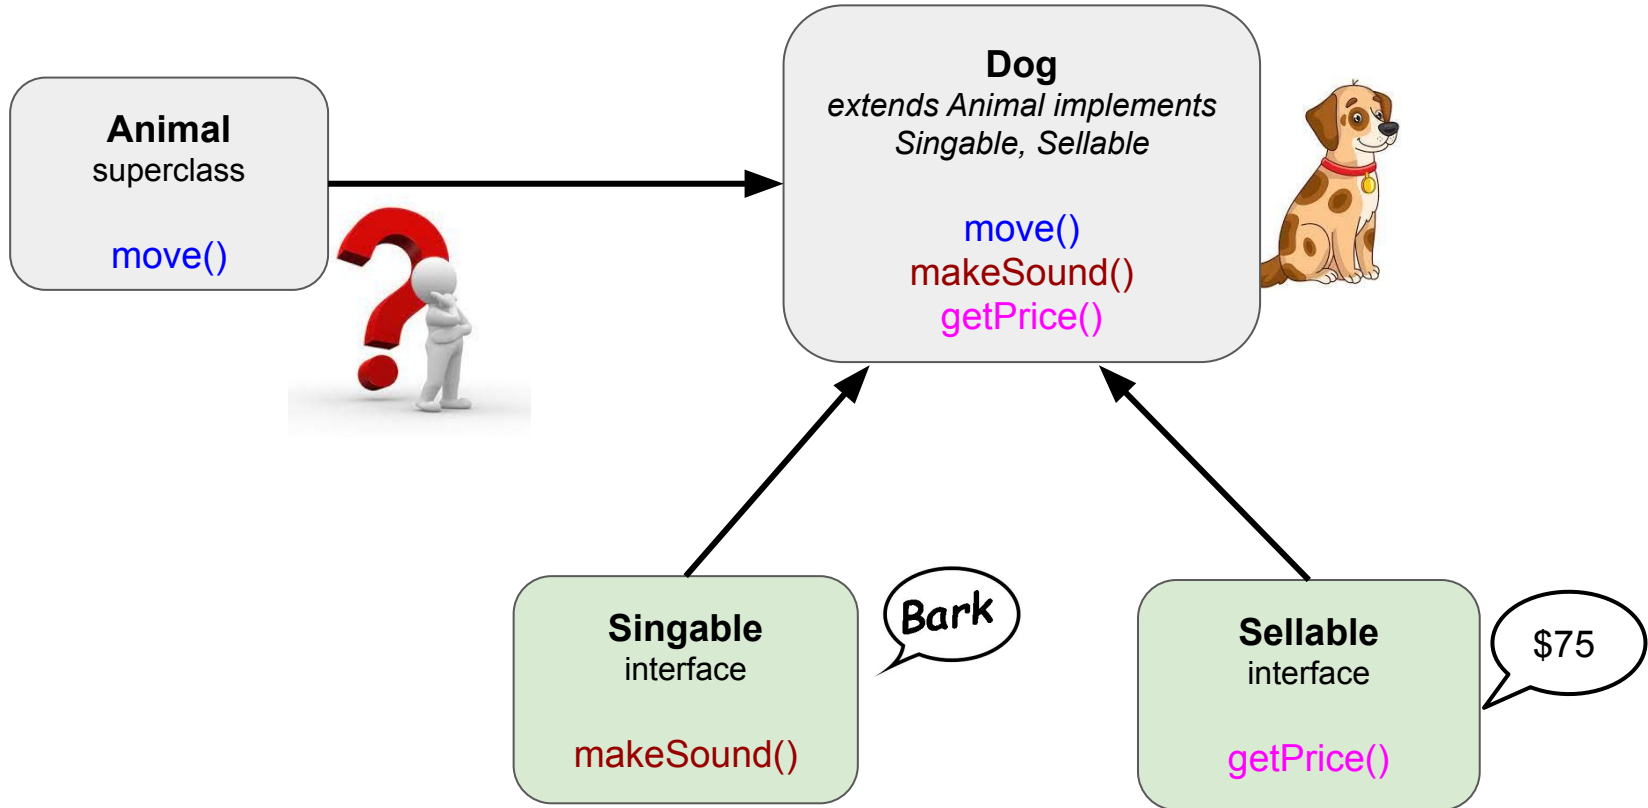 Animal
superclass
move()
Dog
extends Animal implements
Singable, Sellable
move()
makeSound()
getPrice()
Singable
interface
makeSound()
Bark
Sellable
interface
getPrice()
$75